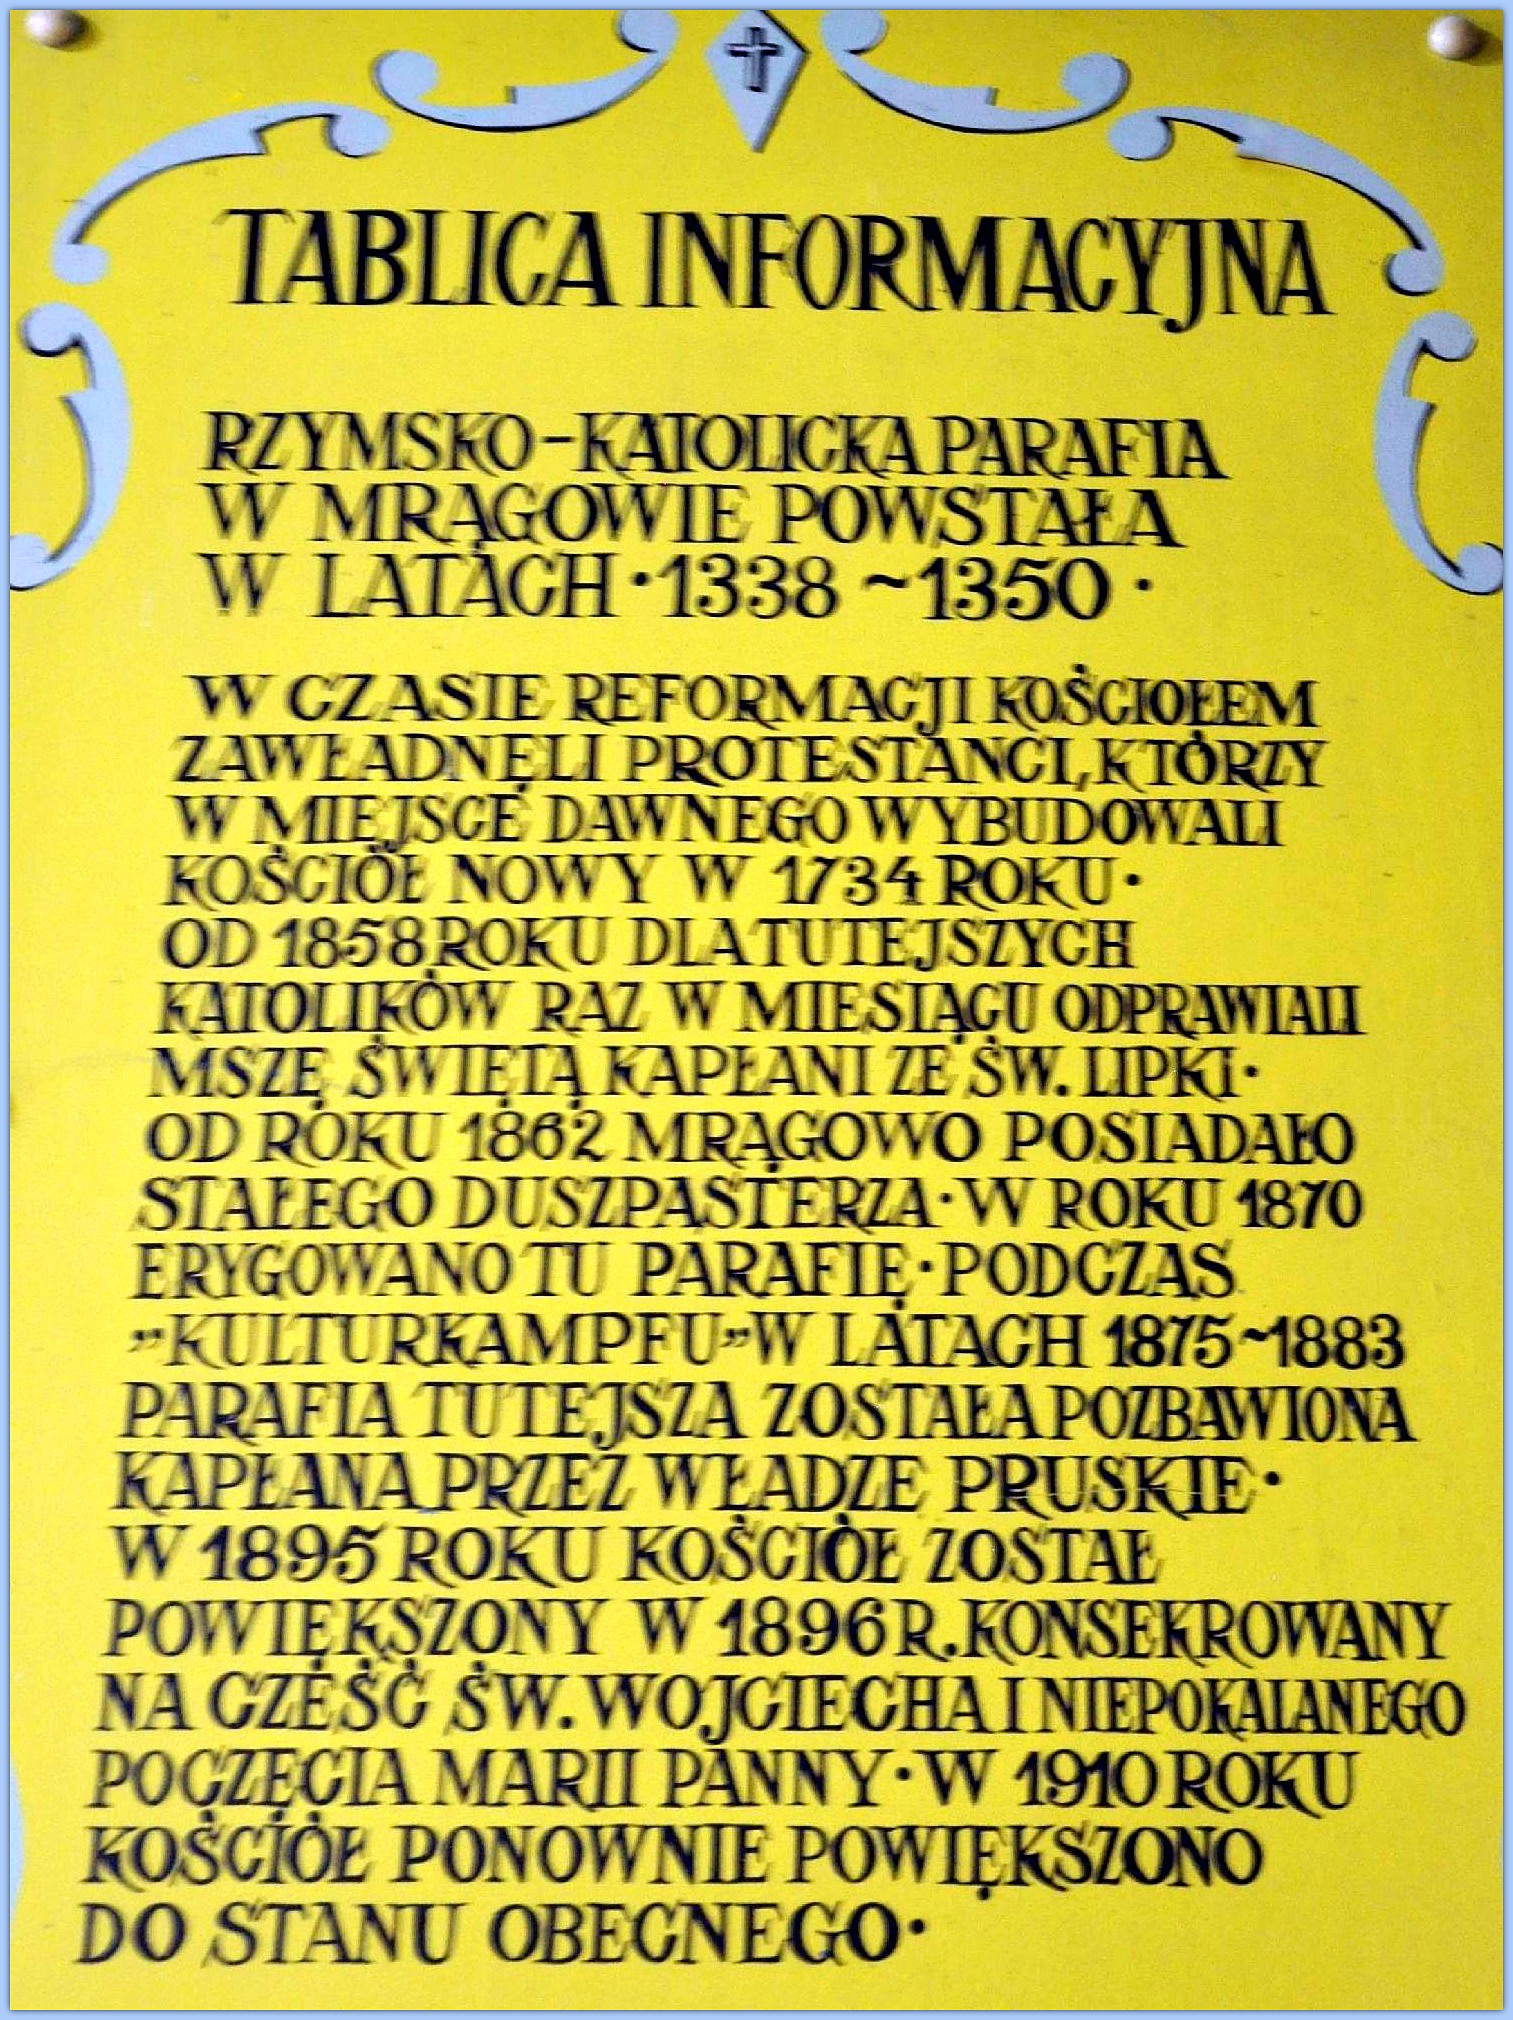 TABLICA INFORMACYJNA
RZYMSKO-KATOLICKA PARAFIA
W MRĄGOWIE POWSTAŁA
W LATACH · 1338 ~ 1350 ·
W CZASIE REFORMACJI KOŚCIOŁEM
ZAWŁADNĘLI PROTESTANCI, KTÓRZY
W MIEJSCE DAWNEGO WYBUDOWALI
KOŚCIÓŁ NOWY W 1734 ROKU ·
OD 1858 ROKU DLA TUTEJSZYCH
KATOLIKÓW RAZ W MIESIĄCU ODPRAWIALI
MSZĘ ŚWIĘTĄ KAPŁANI ZE ŚW. LIPKI ·
OD ROKU 1862 MRĄGOWO POSIADAŁO
STAŁEGO DUSZPASTERZA · W ROKU 1870
ERYGOWANO TU PARAFIĘ · PODCZAS
„KULTURKAMPFU” W LATACH 1875~1883
PARAFIA TUTEJSZA ZOSTAŁA POZBAWIONA
KAPŁANA PRZEZ WŁADZE PRUSKIE ·
W 1895 ROKU KOŚCIÓŁ ZOSTAŁ
POWIĘKSZONY W 1896 R. KONSEKROWANY
NA CZEŚĆ ŚW. WOJCIECHA I NIEPOKALANEGO
POCZĘCIA MARII PANNY · W 1910 ROKU
KOŚCIÓŁ PONOWNIE POWIĘKSZONO
DO STANU OBECNEGO ·